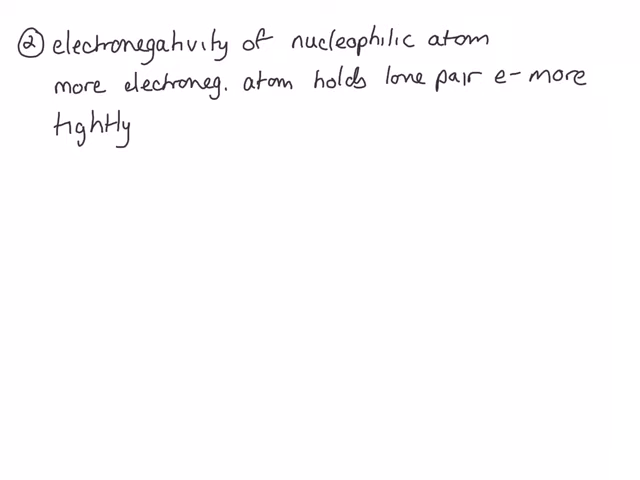 ② electronegativity of nucleophilic atom
more electroneg. atom holds lone pair e- more
tightly